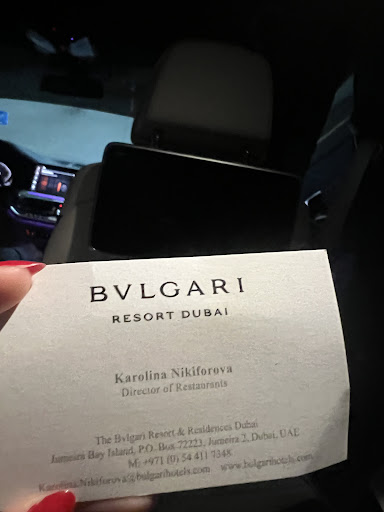 BVLGARI
RESORT DUBAI
Karolina Nikiforova
Director of Restaurants
The Bvlgari Resort & Residences Dubai
Jumeira Bay Island, P.O. Box 72223, Jumeira 2, Dubai, UAE
M: +971 (0) 54 411 7348
Karolina.Nikiforova@bulgarihotels.com www.bulgarihotels.com